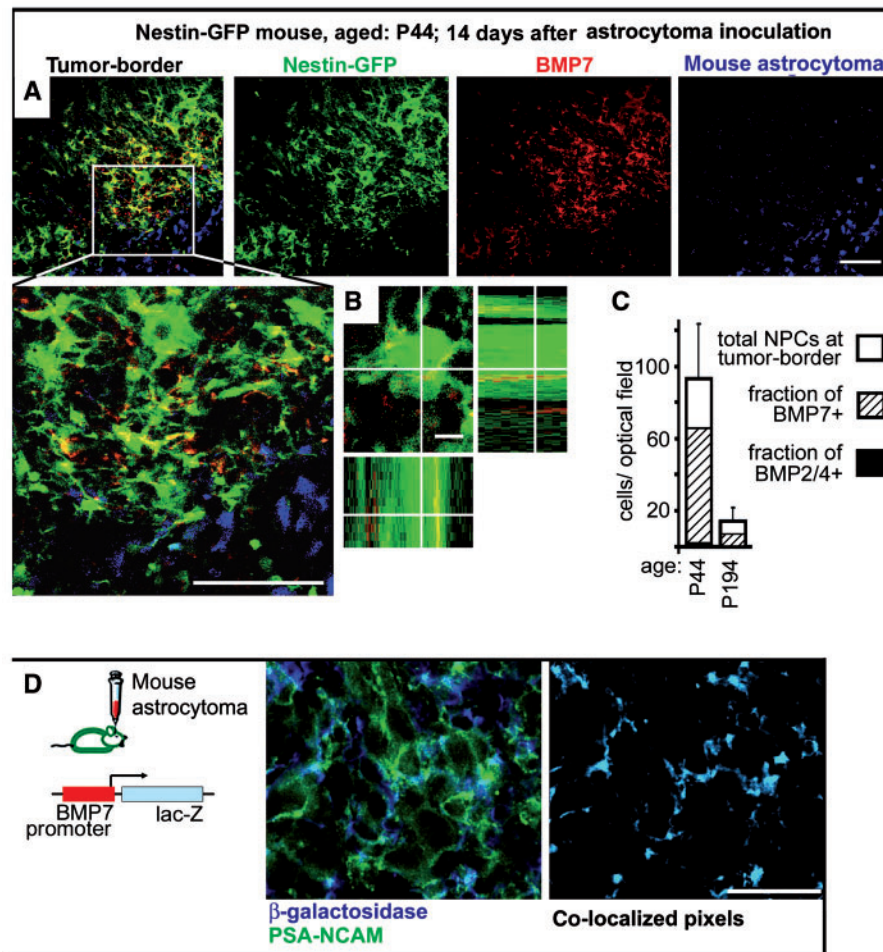 Nestin-GFP mouse, aged: P44; 14 days after astrocytoma inoculation
Tumor-border
Nestin-GFP
BMP7
Mouse astrocytoma
A
B
C
cells/ optical field
100
60
20
total NPCs at
tumor-border
fraction of
BMP7+
fraction of
BMP2/4+
age:
P44
P194
D
Mouse
astrocytoma
BMP7
promoter
lac-Z
β-galactosidase
PSA-NCAM
Co-localized pixels